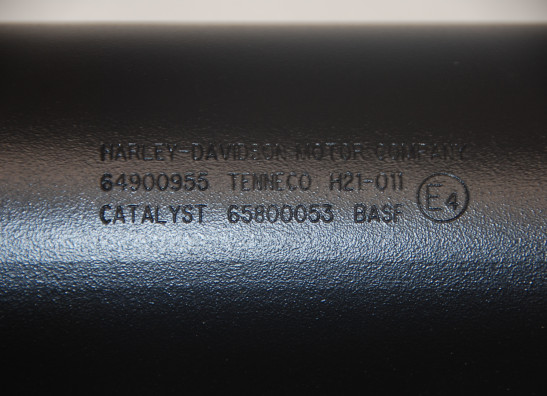 HARLEY-DAVIDSON MOTOR COMPANY
64900955 TENNECO H21-011
CATALYST 65800053 BASF E4